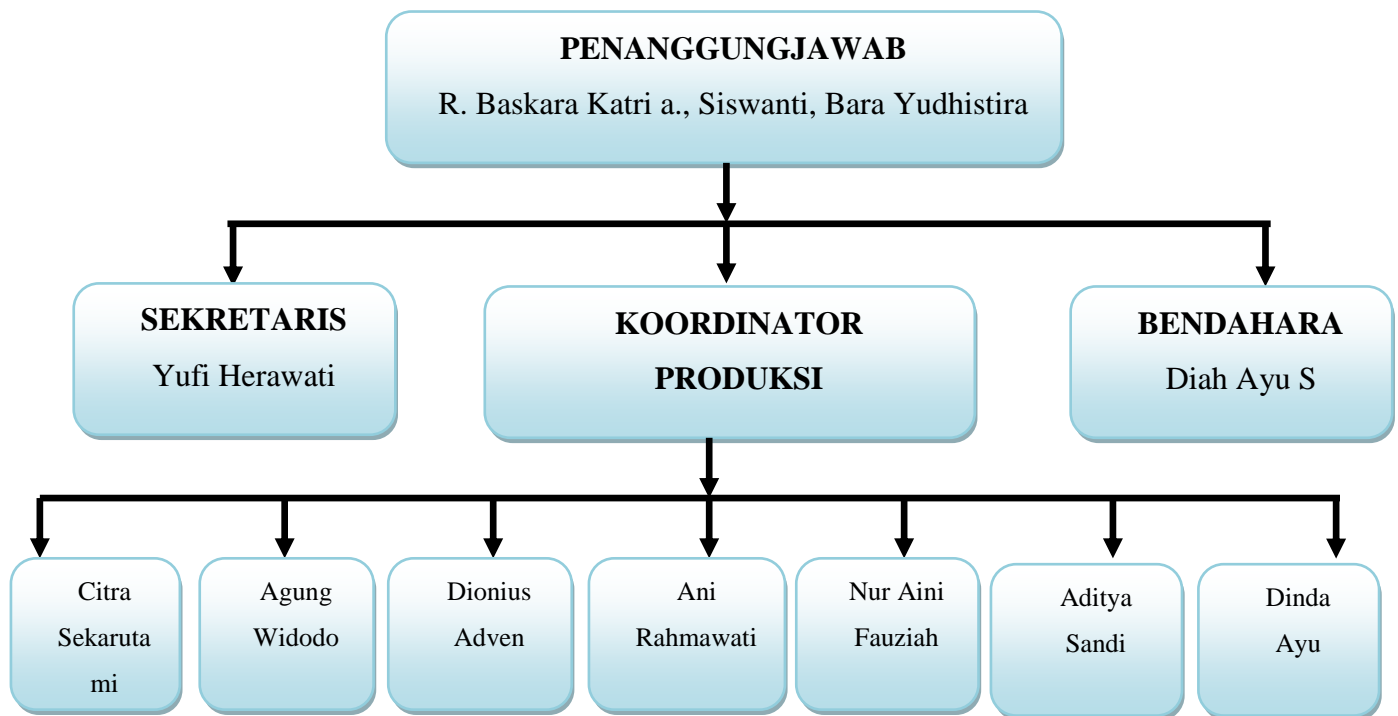 PENANGGUNGJAWAB
R. Baskara Katri a., Siswanti, Bara Yudhistira
SEKRETARIS
Yufi Herawati
KOORDINATOR
PRODUKSI
BENDAHARA
Diah Ayu S
Citra
Sekaruta
mi
Agung
Widodo
Dionius
Adven
Ani
Rahmawati
Nur Aini
Fauziah
Aditya
Sandi
Dinda
Ayu